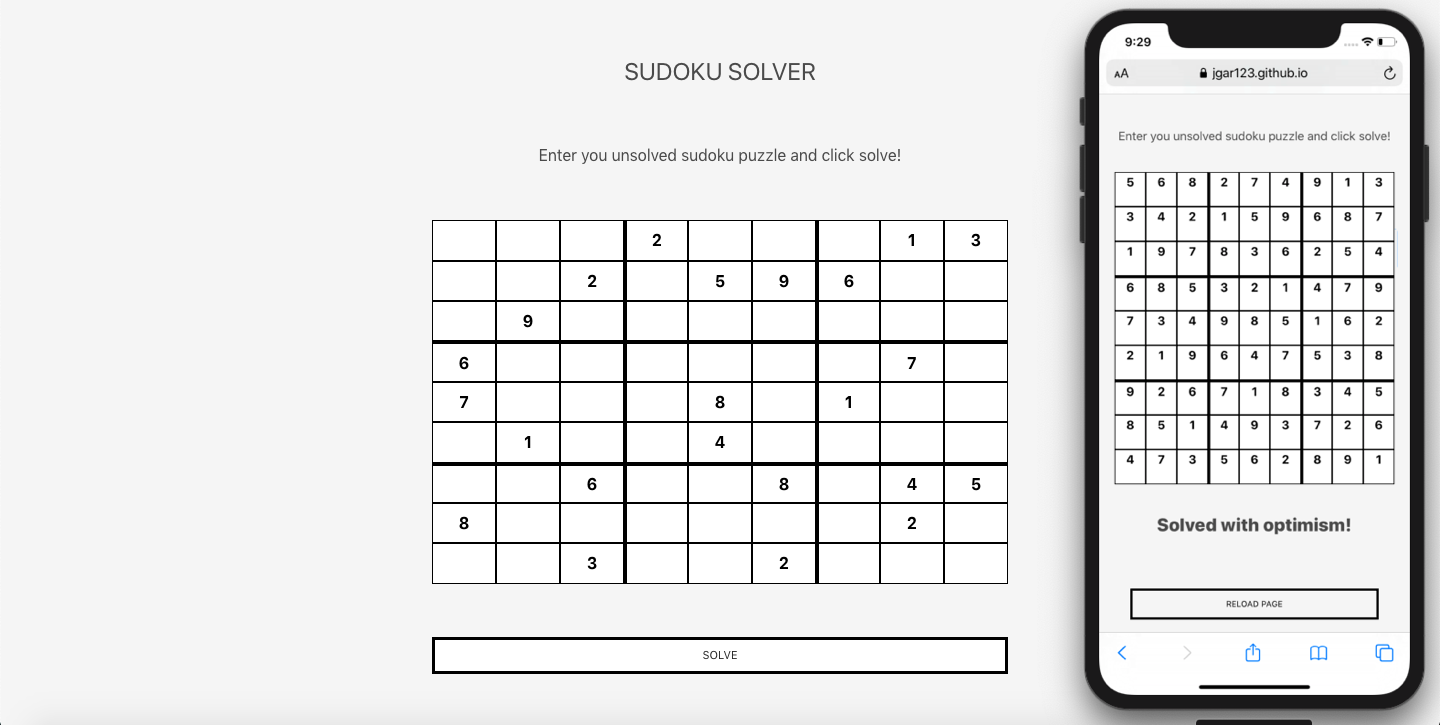 SUDOKU SOLVER
Enter you unsolved sudoku puzzle and click solve!
2 1 3
2 5 9 6
9
6 7
7 8 1
1 4
6 8 4 5
8 2
3 2
SOLVE
9:29
AA jgar123.github.io
Enter you unsolved sudoku puzzle and click solve!
5 6 8 2 7 4 9 1 3
3 4 2 1 5 9 6 8 7
1 9 7 8 3 6 2 5 4
6 8 5 3 2 1 4 7 9
7 3 4 9 8 5 1 6 2
2 1 9 6 4 7 5 3 8
9 2 6 7 1 8 3 4 5
8 5 1 4 9 3 7 2 6
4 7 3 5 6 2 8 9 1
Solved with optimism!
RELOAD PAGE